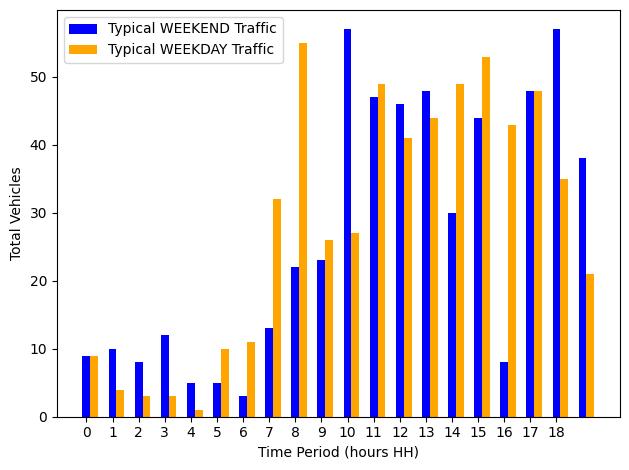 Typical WEEKEND Traffic
Typical WEEKDAY Traffic
50
40
30
20
10
0
Total Vehicles
0 1 2 3 4 5 6 7 8 9 10 11 12 13 14 15 16 17 18
Time Period (hours HH)